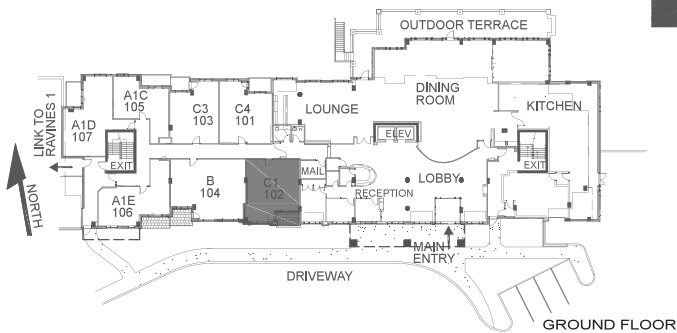 OUTDOOR TERRACE
DINING
ROOM
KITCHEN
LOUNGE
A1C
105
C3
103
C4
101
A1D
107
LINK TO
RAVINES 1
ELEV
EXIT
EXIT
MAIL
C1
102
B
104
A1E
106
LOBBY
RECEPTION
NORTH
MAIN
ENTRY
DRIVEWAY
GROUND FLOOR